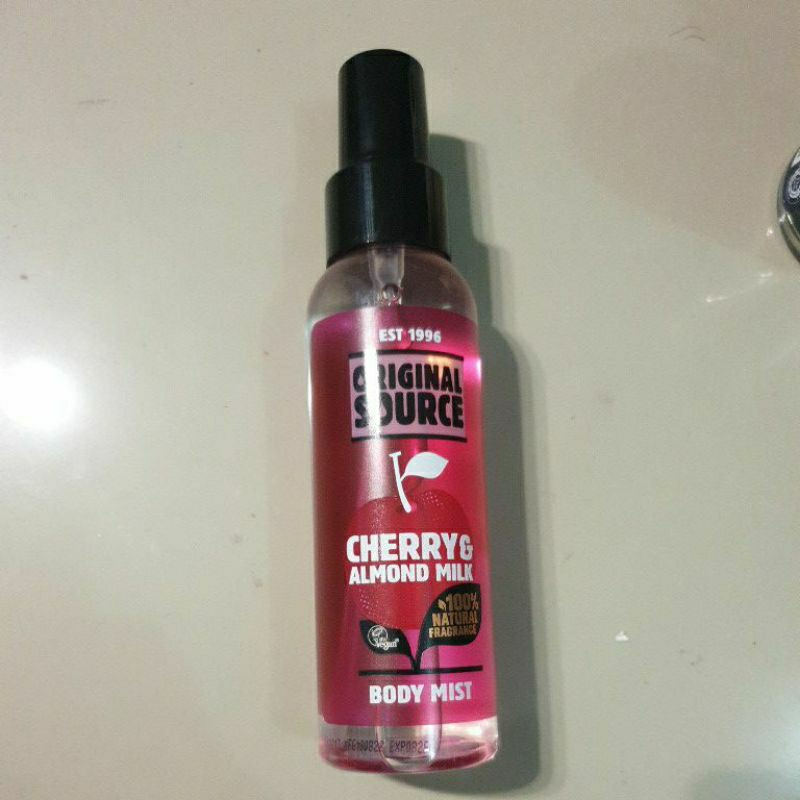 EST 1996
ORIGINAL
SOURCE
CHERRY&
ALMOND MILK
100%
NATURAL
FRAGRANCE
Vegan
BODY MIST